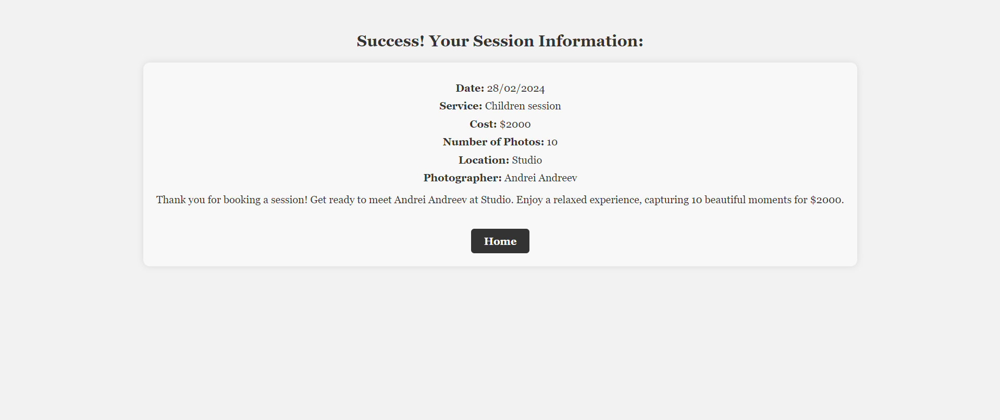 Success! Your Session Information:
Date: 28/02/2024
Service: Children session
Cost: $2000
Number of Photos: 10
Location: Studio
Photographer: Andrei Andreev
Thank you for booking a session! Get ready to meet Andrei Andreev at Studio. Enjoy a relaxed experience, capturing 10 beautiful moments for $2000.
Home